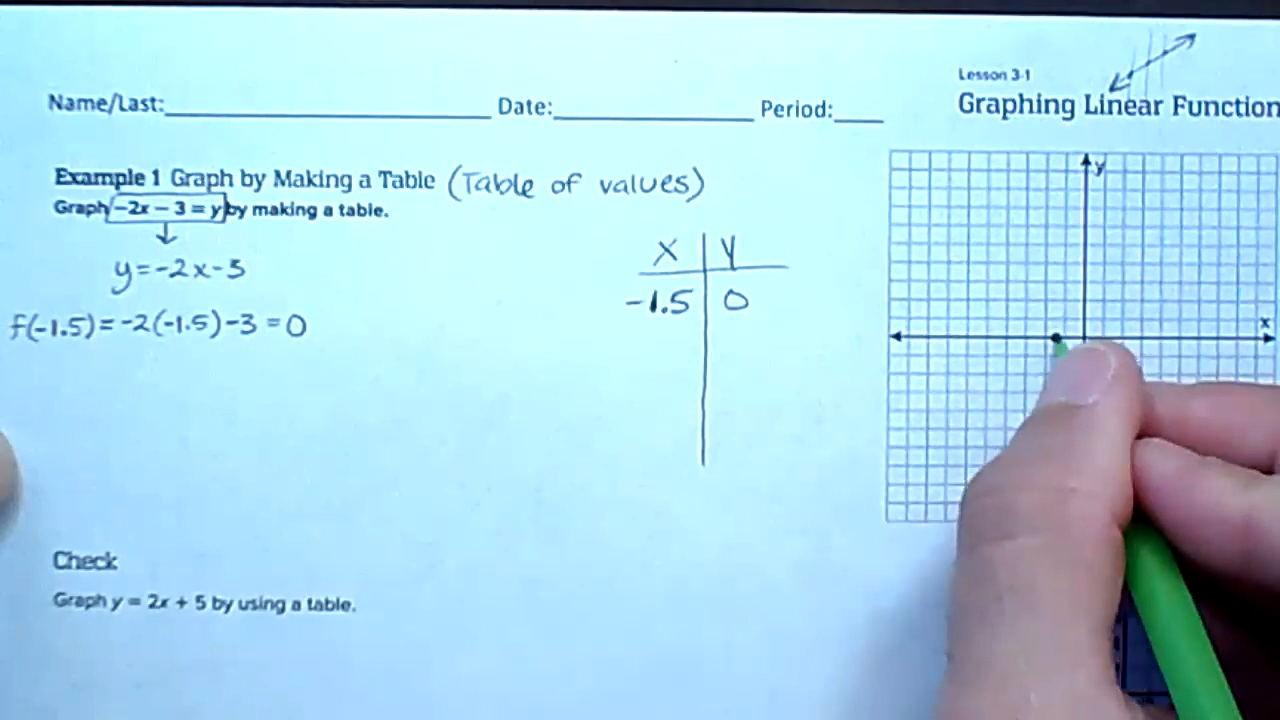 Lesson 3-1
Graphing Linear Function
Name/Last: Date: Period:
Example 1 Graph by Making a Table (Table of values)
Graph -2x - 3 = y by making a table.
y=-2x-3
f(-1.5)=-2(-1.5)-3=0
x y
-1.5 0
y
x
Check
Graph y = 2x + 5 by using a table.